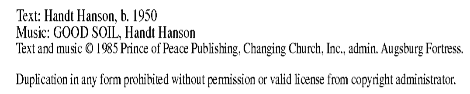 Text: Handt Hanson, b. 1950
Music: GOOD SOIL, Handt Hanson
Text and music © 1985 Prince of Peace Publishing, Changing Church, Inc., admin. Augsburg Fortress.
Duplication in any form prohibited without permission or valid license from copyright administrator.